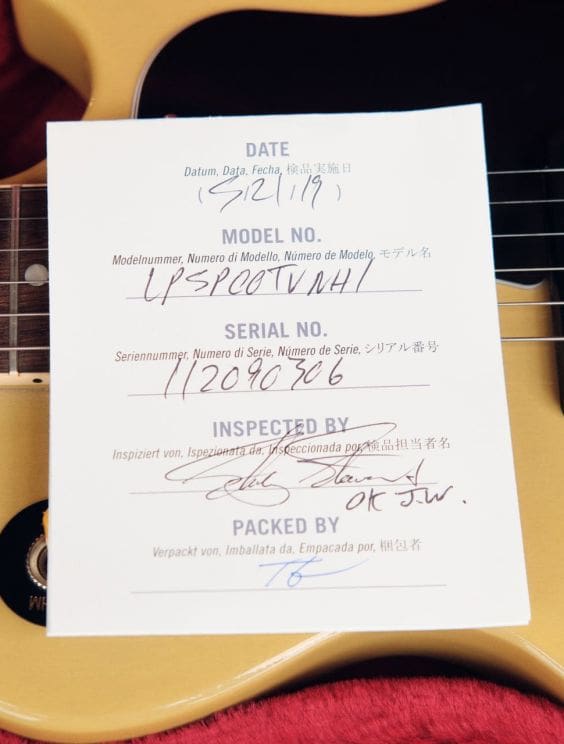 DATE
Datum, Data, Fecha, 検品実施日
(5/21/19)
MODEL NO.
Modelnummer, Numero di Modello, Número de Modelo, モデル名
LPSPC0TVNH1
SERIAL NO.
Seriennummer, Numero di Serie, Número de Serie, シリアル番号
112090306
INSPECTED BY
Inspiziert von, Ispezionata da, Inspeccionada por, 検品担当者名
OK J.W.
PACKED BY
Verpackt von, Imballata da, Empacada por, 梱包者